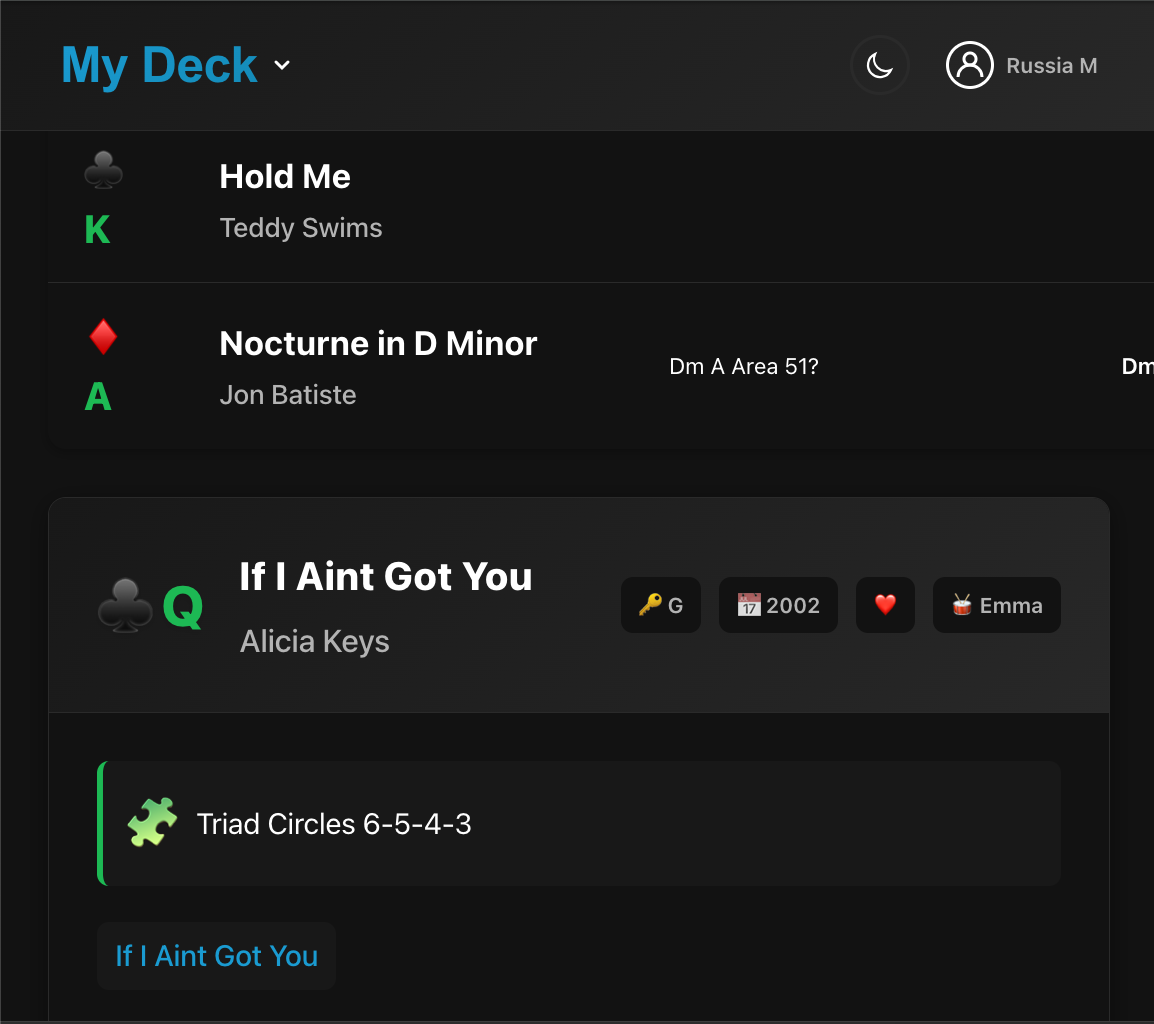 My Deck
Russia M
Hold Me
K
Teddy Swims
Nocturne in D Minor
Dm A Area 51?
Dm
A
Jon Batiste
If I Aint Got You
Q
G
17
2002
Emma
Alicia Keys
Triad Circles 6-5-4-3
If I Aint Got You